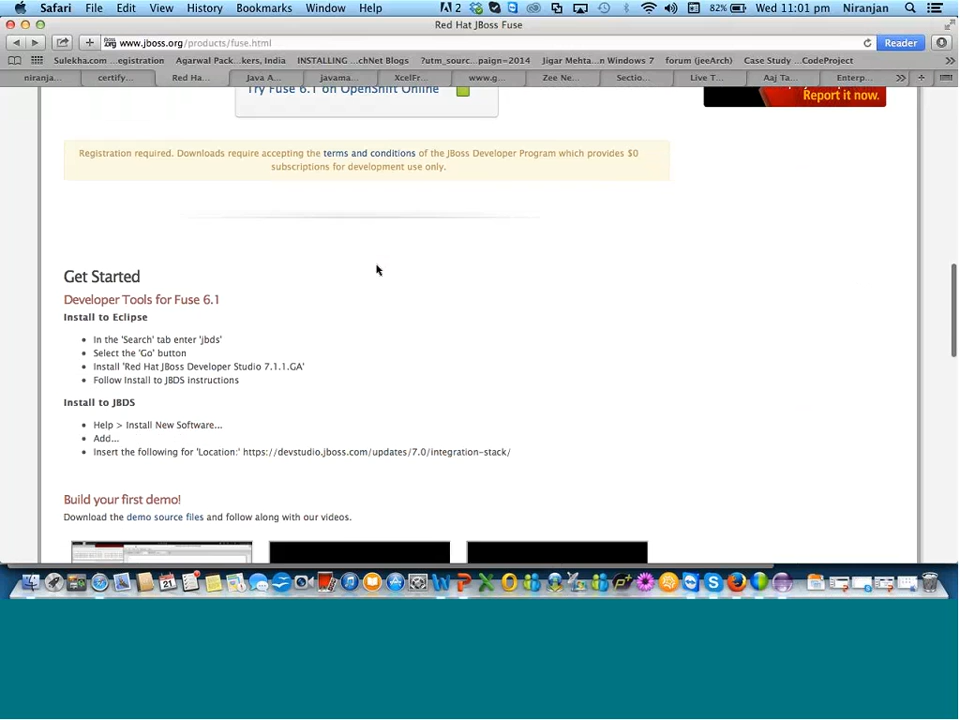 Safari File Edit View History Bookmarks Window Help 2 82% Wed 11:01 pm Niranjan
Red Hat JBoss Fuse
www.jboss.org/products/fuse.html Reader
Sulekha.com ...egistration Agarwal Pack...kers, India INSTALLING ...chNet Blogs ?utm_sourc...paign=2014 Jigar Mehta...n Windows 7 forum (jeeArch) Case Study ...CodeProject
niranja... certify... Red Ha... Java A... javama... XcelFr... www.g... Zee Ne... Sectio... Live T... Aaj Ta... Enterp...
Try Fuse 6.1 on OpenShift Online
Report it now.
Registration required. Downloads require accepting the terms and conditions of the JBoss Developer Program which provides $0
subscriptions for development use only.
Get Started
Developer Tools for Fuse 6.1
Install to Eclipse
In the 'Search' tab enter 'jbds'
Select the 'Go' button
Install 'Red Hat JBoss Developer Studio 7.1.1.GA'
Follow Install to JBDS instructions
Install to JBDS
Help > Install New Software...
Add...
Insert the following for 'Location:' https://devstudio.jboss.com/updates/7.0/integration-stack/
Build your first demo!
Download the demo source files and follow along with our videos.